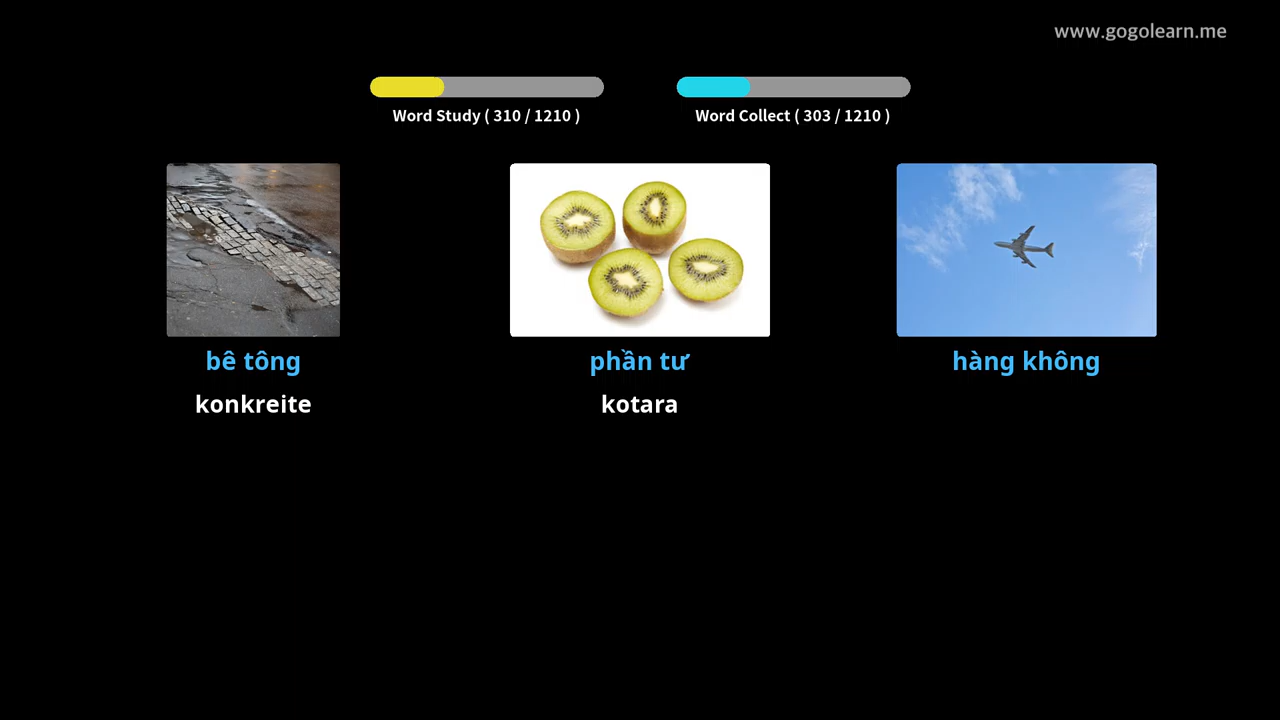 www.gogolearn.me
Word Study ( 310 / 1210 )
Word Collect ( 303 / 1210 )
bê tông
phần tư
hàng không
konkreite
kotara